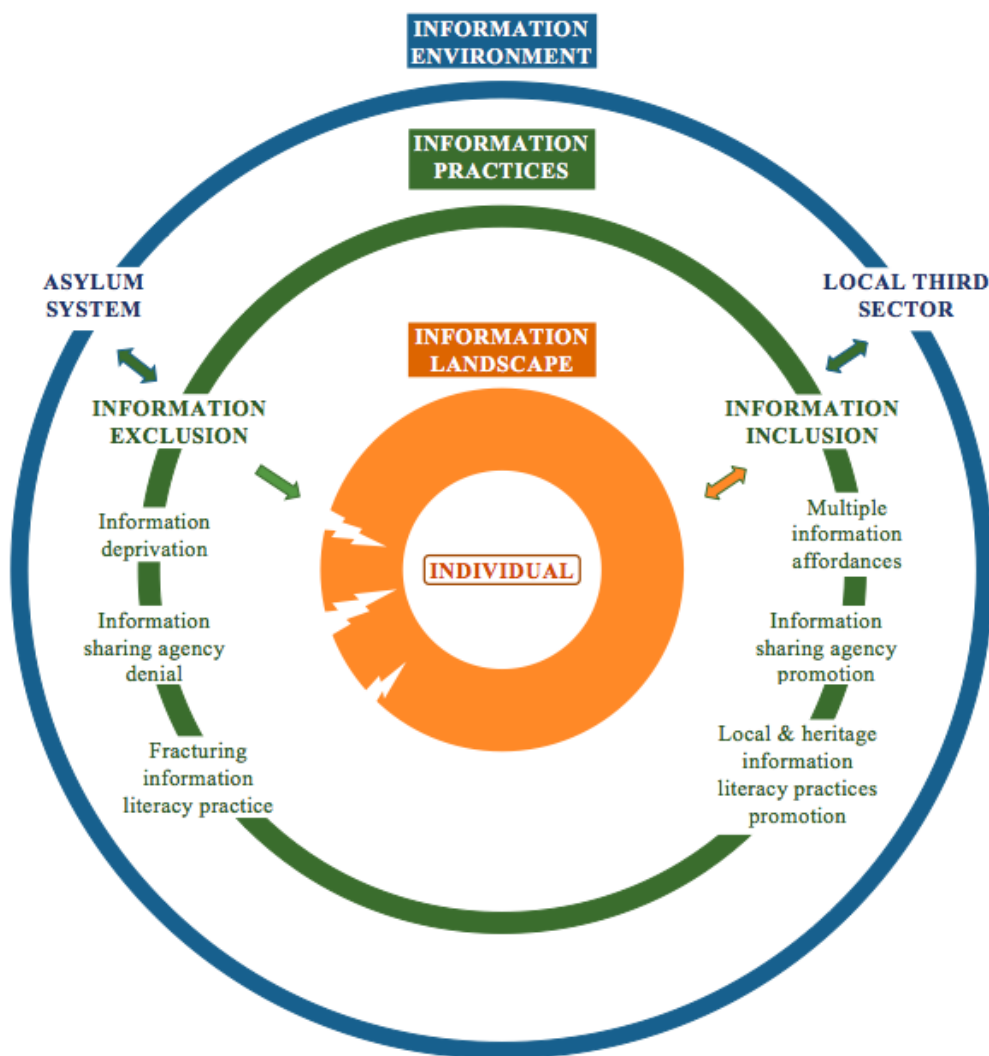 INFORMATION
ENVIRONMENT
INFORMATION
PRACTICES
ASYLUM
SYSTEM
LOCAL THIRD
SECTOR
INFORMATION
LANDSCAPE
INFORMATION
EXCLUSION
INFORMATION
INCLUSION
Information
deprivation
Multiple
information
affordances
INDIVIDUAL
Information
sharing agency
denial
Information
sharing agency
promotion
Fracturing
information
literacy practice
Local & heritage
information
literacy practices
promotion